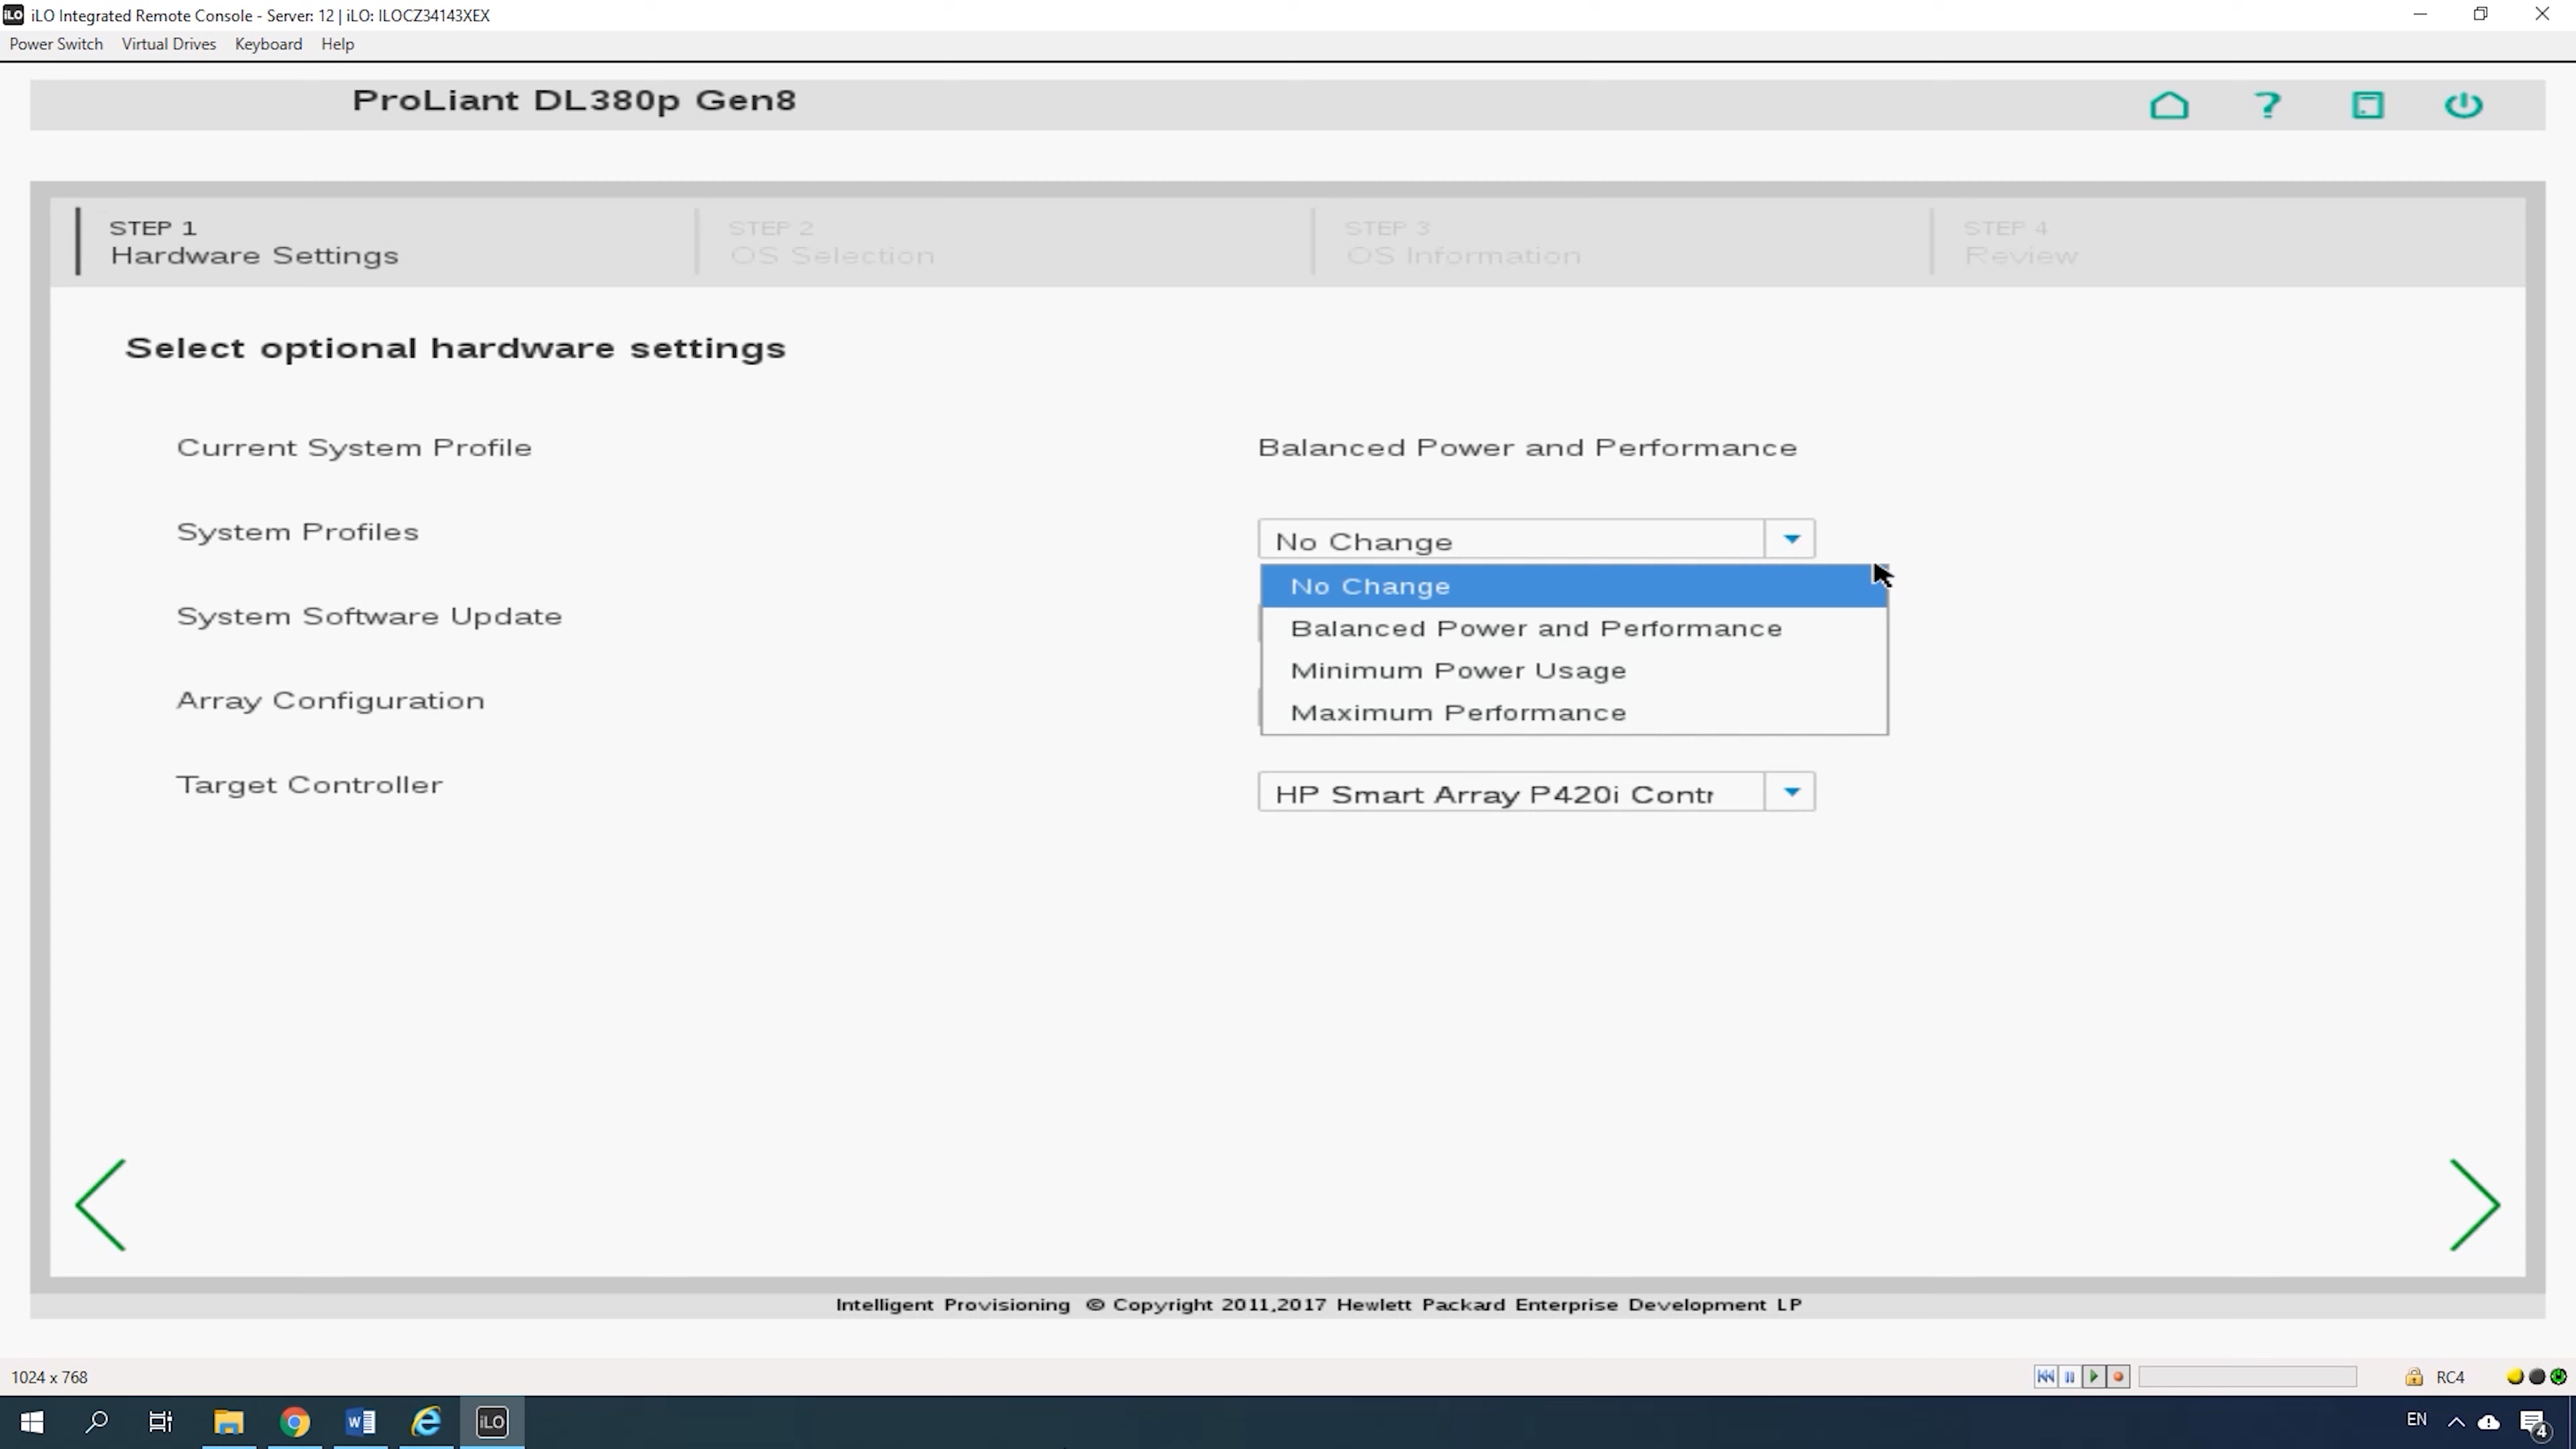 iLO Integrated Remote Console - Server: 12 | iLO: ILOCZ34143XEX
Power Switch Virtual Drives Keyboard Help
ProLiant DL380p Gen8
?
STEP 1
Hardware Settings
STEP 2
OS Selection
STEP 3
OS Information
STEP 4
Review
Select optional hardware settings
Current System Profile
Balanced Power and Performance
System Profiles
No Change
No Change
Balanced Power and Performance
Minimum Power Usage
Maximum Performance
System Software Update
Array Configuration
Target Controller
HP Smart Array P420i Contr
Intelligent Provisioning © Copyright 2011,2017 Hewlett Packard Enterprise Development LP
1024 x 768
RC4
iLO
EN
4